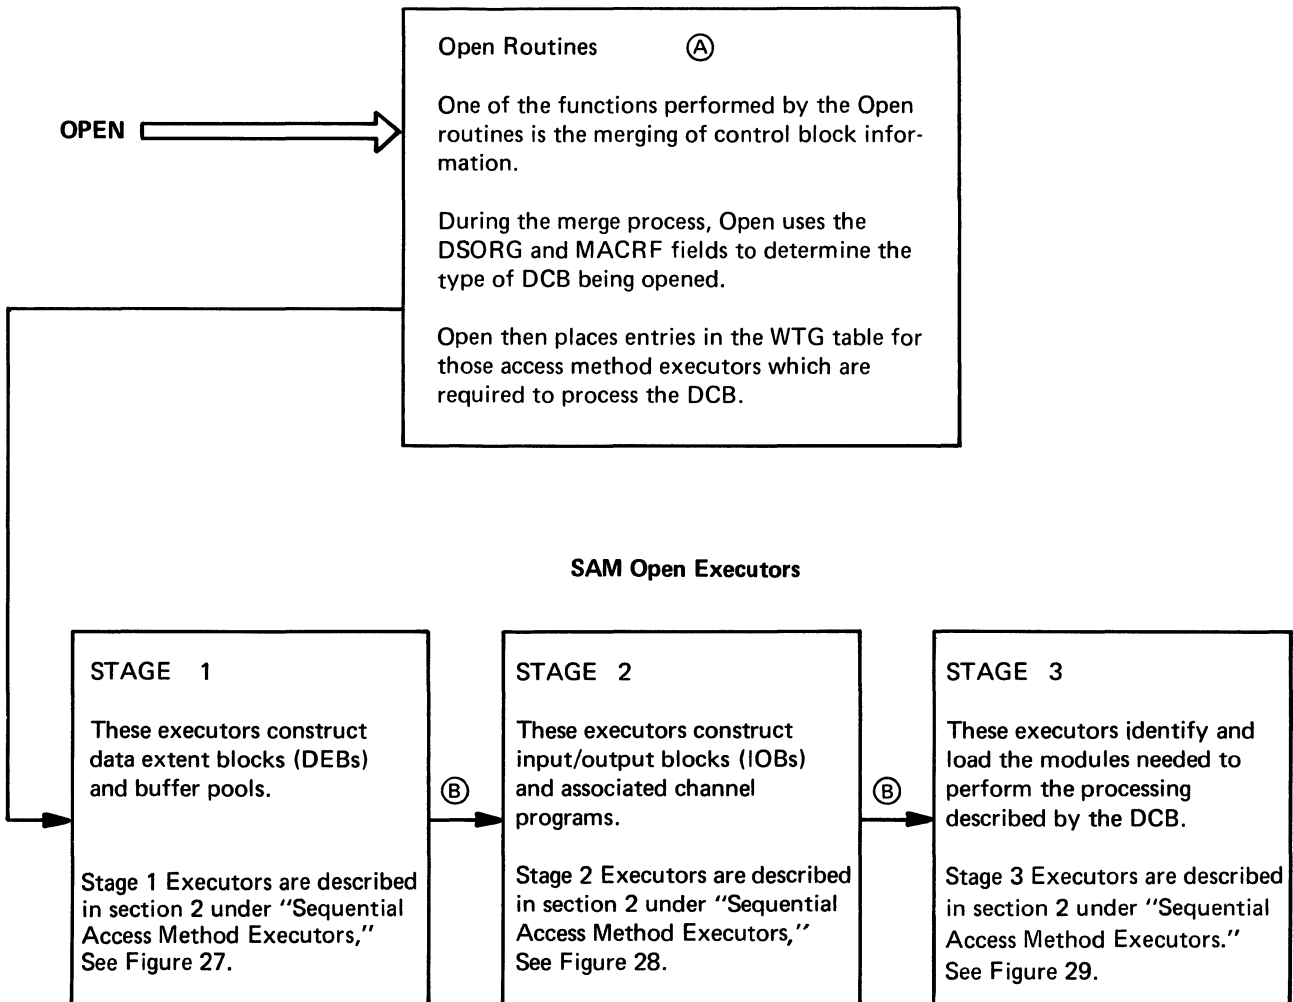 Open Routines Ⓐ
One of the functions performed by the Open
routines is the merging of control block infor-
mation.
OPEN
During the merge process, Open uses the
DSORG and MACRF fields to determine the
type of DCB being opened.
Open then places entries in the WTG table for
those access method executors which are
required to process the DCB.
SAM Open Executors
STAGE 1
These executors construct
data extent blocks (DEBs)
and buffer pools.
Stage 1 Executors are described
in section 2 under "Sequential
Access Method Executors,"
See Figure 27.
Ⓑ
STAGE 2
These executors construct
input/output blocks (IOBs)
and associated channel
programs.
Stage 2 Executors are described
in section 2 under "Sequential
Access Method Executors,"
See Figure 28.
Ⓑ
STAGE 3
These executors identify and
load the modules needed to
perform the processing
described by the DCB.
Stage 3 Executors are described
in section 2 under "Sequential
Access Method Executors."
See Figure 29.